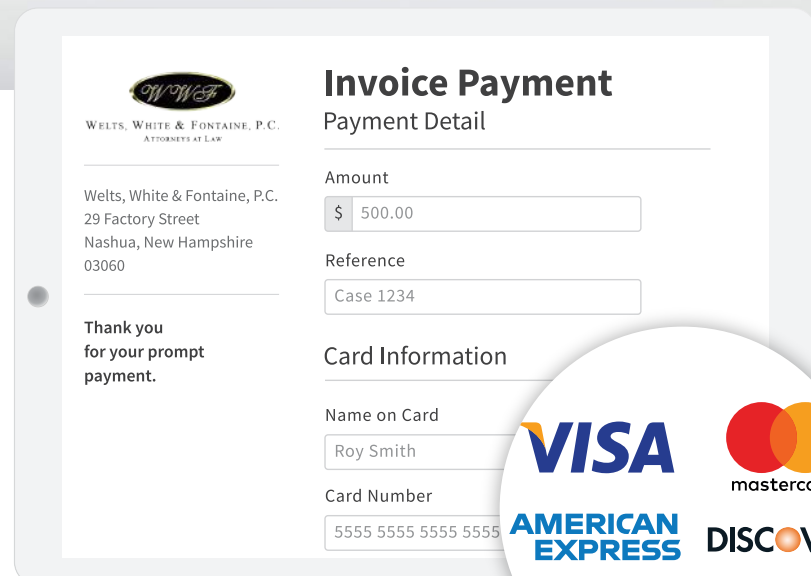 WWF
WELTS, WHITE & FONTAINE, P.C.
ATTORNEYS AT LAW
Welts, White & Fontaine, P.C.
29 Factory Street
Nashua, New Hampshire
03060
Thank you
for your prompt
payment.
Invoice Payment
Payment Detail
Amount
$ 500.00
Reference
Case 1234
Card Information
Name on Card
Roy Smith
Card Number
5555 5555 5555 5555
VISA
masterc
AMERICAN
EXPRESS
DISCOV